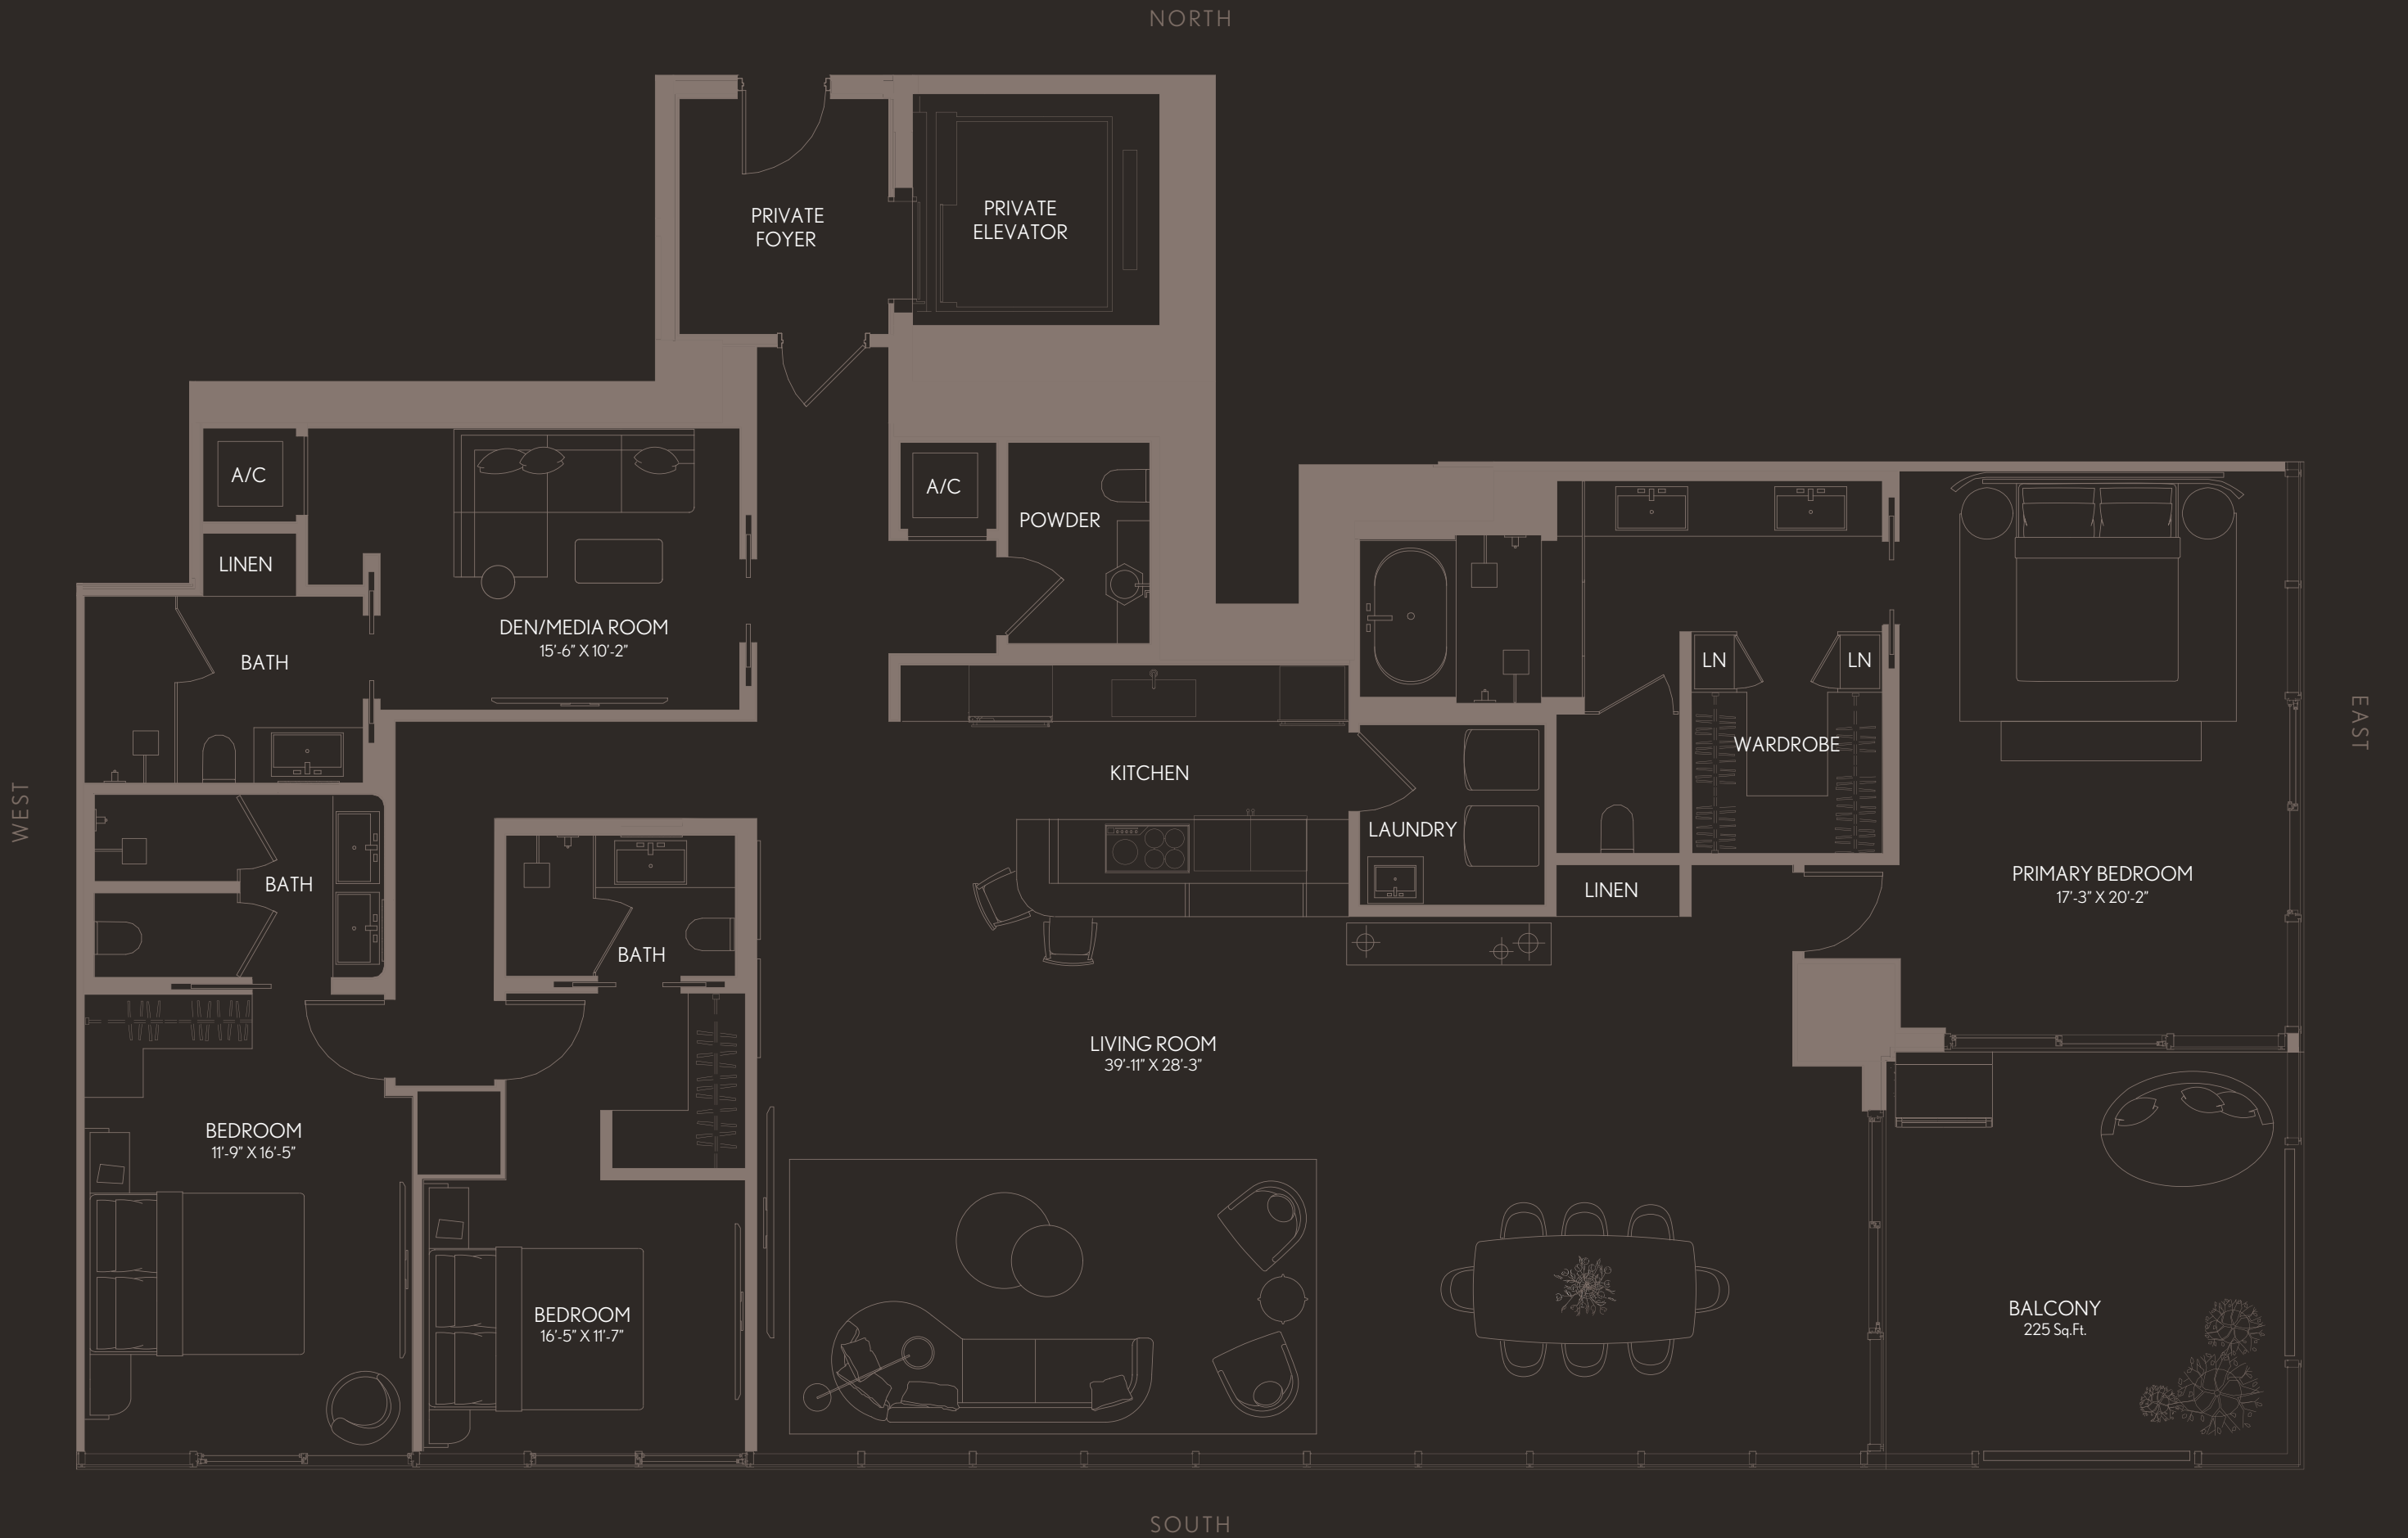 NORTH
PRIVATE
FOYER
PRIVATE
ELEVATOR
A/C
A/C
POWDER
LINEN
DEN/MEDIA ROOM
15'-6" X 10'-2"
BATH
LN
LN
WARDROBE
EAST
KITCHEN
WEST
LAUNDRY
BATH
LINEN
PRIMARY BEDROOM
17'-3" X 20'-2"
BATH
LIVING ROOM
39'-11" X 28'-3"
BEDROOM
11'-9" X 16'-5"
BEDROOM
16'-5" X 11'-7"
BALCONY
225 Sq.Ft.
SOUTH